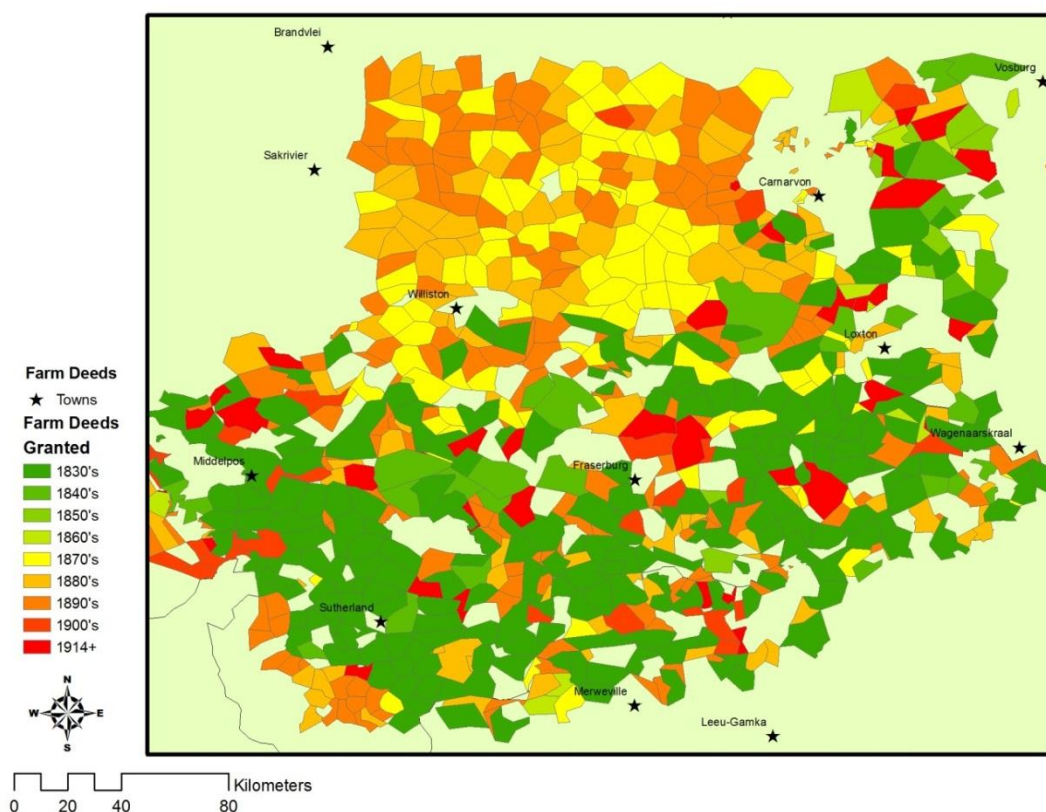 Brandvlei
Vosburg
Sakrivier
Carnarvon
Williston
Loxton
Wagenaarskraal
Middelpos
Fraserburg
Sutherland
Merweville
Leeu-Gamka
Farm Deeds
Towns
Farm Deeds
Granted
1830's
1840's
1850's
1860's
1870's
1880's
1890's
1900's
1914+
N
W E
S
Kilometers
0 20 40 80